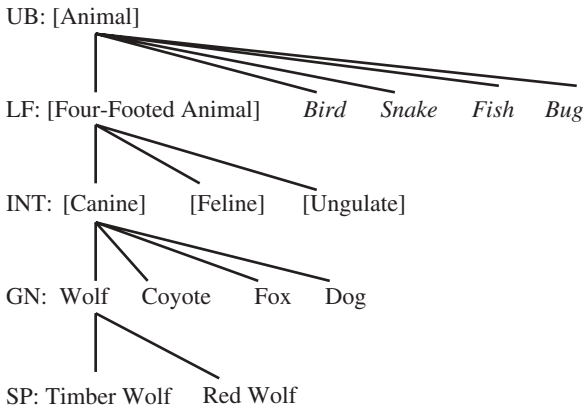 UB: [Animal]
LF: [Four-Footed Animal] Bird Snake Fish Bug
INT: [Canine] [Feline] [Ungulate]
GN: Wolf Coyote Fox Dog
SP: Timber Wolf Red Wolf